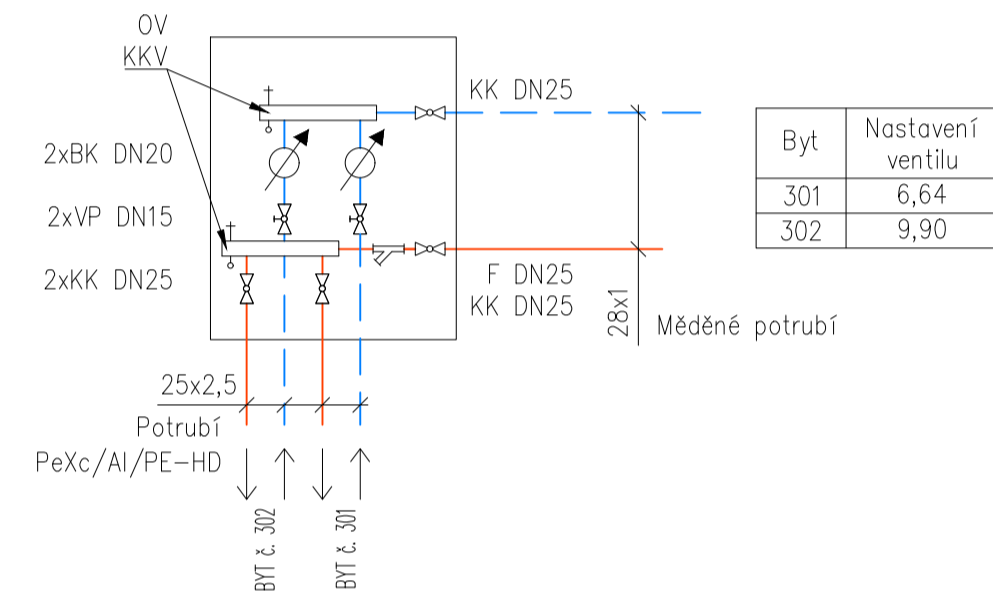 OV
KKV
KK DN25
2xBK DN20
2xVP DN15
2xKK DN25
F DN25
KK DN25
28x1
Měděné potrubí
25x2,5
Potrubí
PeXc/Al/PE-HD
BYT č. 302
BYT č. 301
Byt Nastavení
ventilu
301 6,64
302 9,90